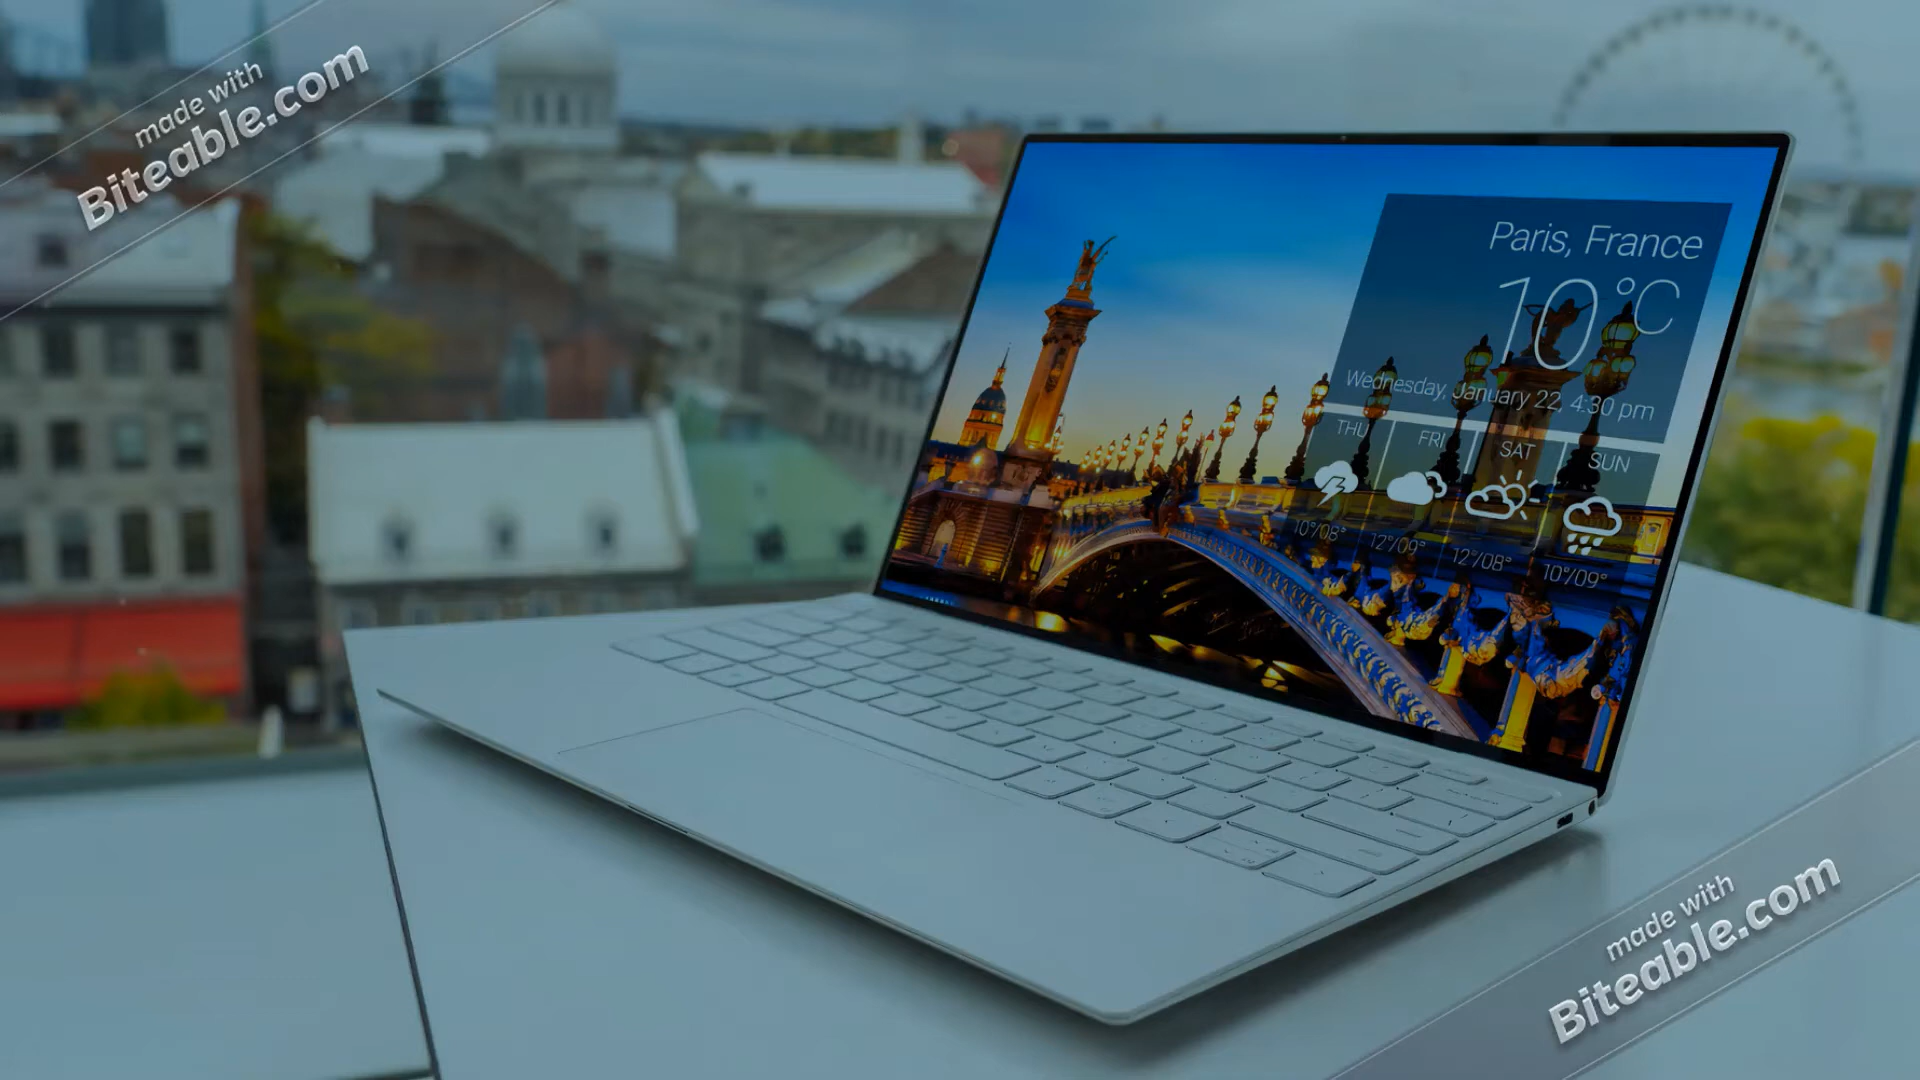 made with
Biteable.com
Paris, France
10°C
Wednesday, January 22, 4:30 pm
THU FRI SAT SUN
10°/08° 12°/09° 12°/08° 10°/09°
made with
Biteable.com